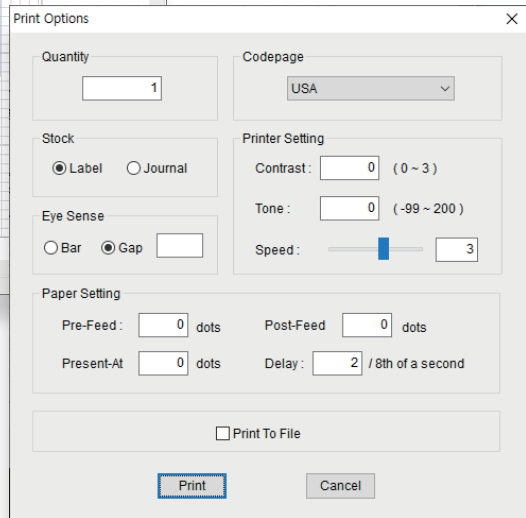 Print Options
Quantity
1
Codepage
USA
Stock
Label Journal
Printer Setting
Contrast : 0 ( 0 ~ 3 )
Tone : 0 ( -99 ~ 200 )
Speed : 3
Eye Sense
Bar Gap
Paper Setting
Pre-Feed : 0 dots Post-Feed 0 dots
Present-At 0 dots Delay : 2 / 8th of a second
Print To File
Print Cancel